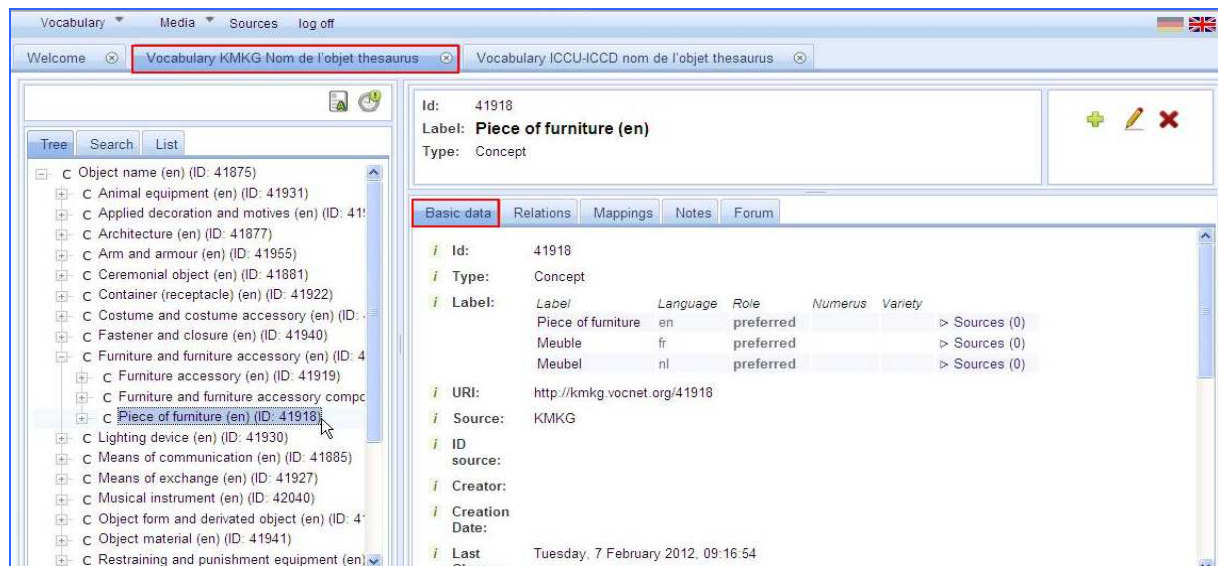 Vocabulary Media Sources log off
Welcome Vocabulary KMKG Nom de l'objet thesaurus Vocabulary ICCU-ICCD nom de l'objet thesaurus
Tree Search List
C Object name (en) (ID: 41875)
C Animal equipment (en) (ID: 41931)
C Applied decoration and motives (en) (ID: 41
C Architecture (en) (ID: 41877)
C Arm and armour (en) (ID: 41955)
C Ceremonial object (en) (ID: 41881)
C Container (receptacle) (en) (ID: 41922)
C Costume and costume accessory (en) (ID:
C Fastener and closure (en) (ID: 41940)
C Furniture and furniture accessory (en) (ID: 4
C Furniture accessory (en) (ID: 41919)
C Furniture and furniture accessory compo
C Piece of furniture (en) (ID: 41918)
C Lighting device (en) (ID: 41930)
C Means of communication (en) (ID: 41885)
C Means of exchange (en) (ID: 41927)
C Musical instrument (en) (ID: 42040)
C Object form and derivated object (en) (ID: 4
C Object material (en) (ID: 41941)
C Restraining and punishment equipment (en)
Id: 41918
Label: Piece of furniture (en)
Type: Concept
Basic data Relations Mappings Notes Forum
i Id: 41918
i Type: Concept
i Label: Label Language Role Numerus Variety
Piece of furniture en preferred Sources (0)
Meuble fr preferred Sources (0)
Meubel nl preferred Sources (0)
i URI: http://kmkg.vocnet.org/41918
i Source: KMKG
i ID
source:
i Creator:
i Creation
Date:
i Last Tuesday, 7 February 2012, 09:16:54